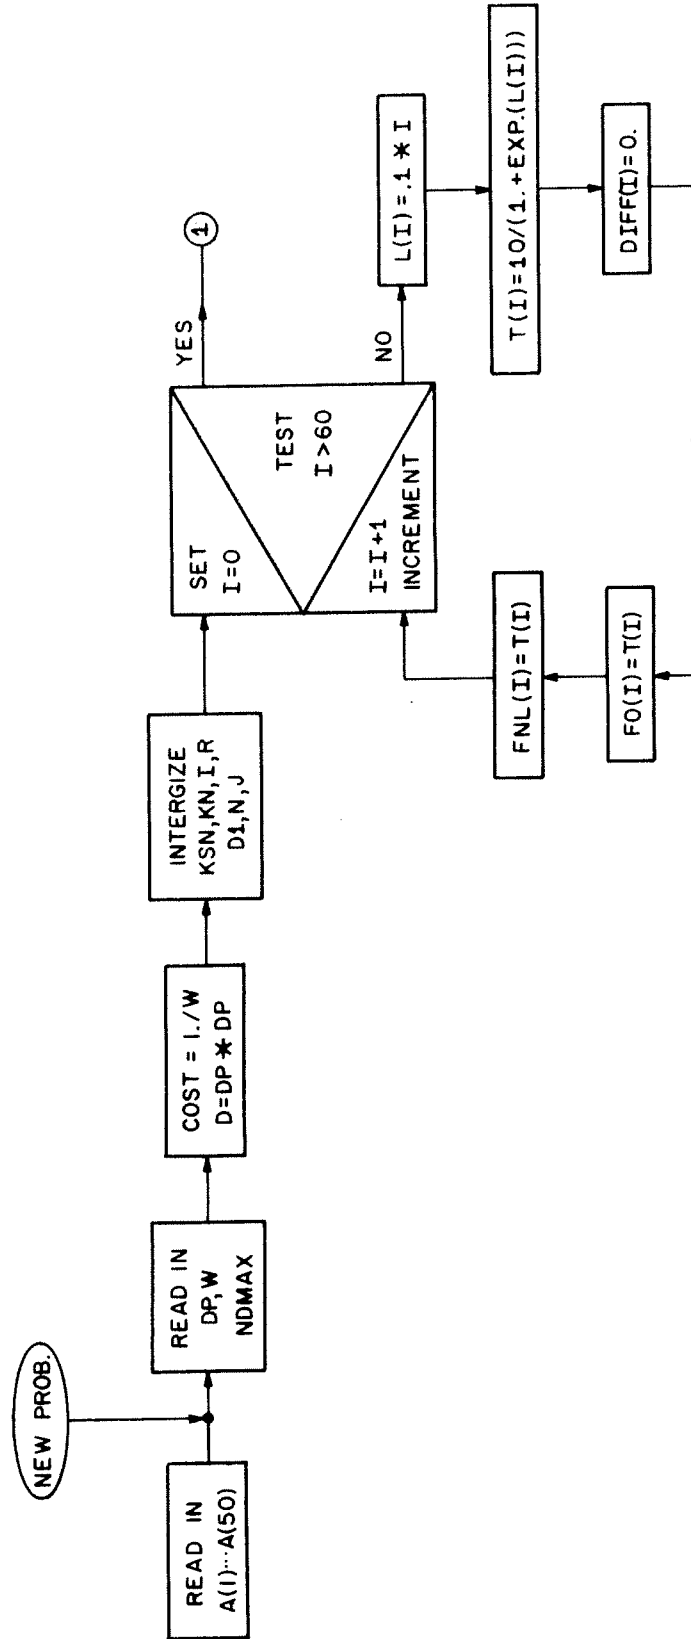 NEW PROB.
READ IN
A(1)···A(50)
READ IN
DP,W
NDMAX
COST = 1./W
D=DP * DP
INTERGIZE
KSN,KN,I,R
D1,N,J
SET
I=0
TEST
I>60
I=I+1
INCREMENT
YES
1
NO
L(I)=.1 * I
T(I)=10/(1.+EXP.(L(I)))
DIFF(I)=0.
FO(I)=T(I)
FNL(I)=T(I)